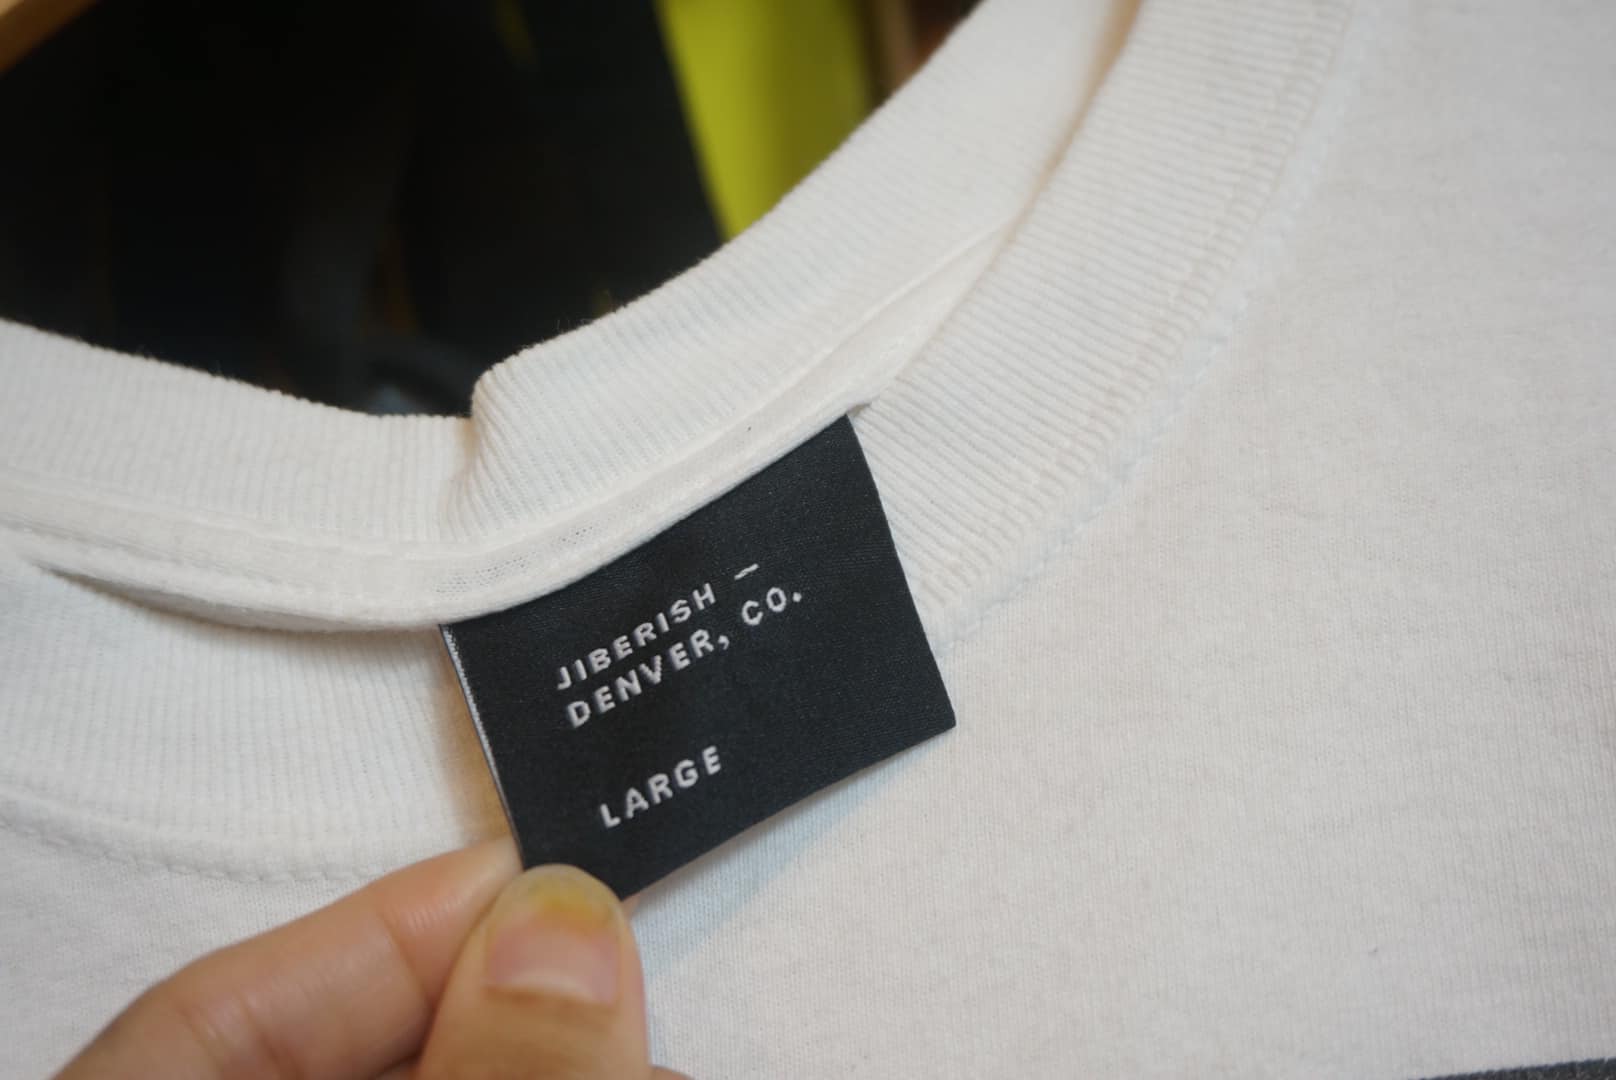 JIBERISH —
DENVER, CO.
LARGE